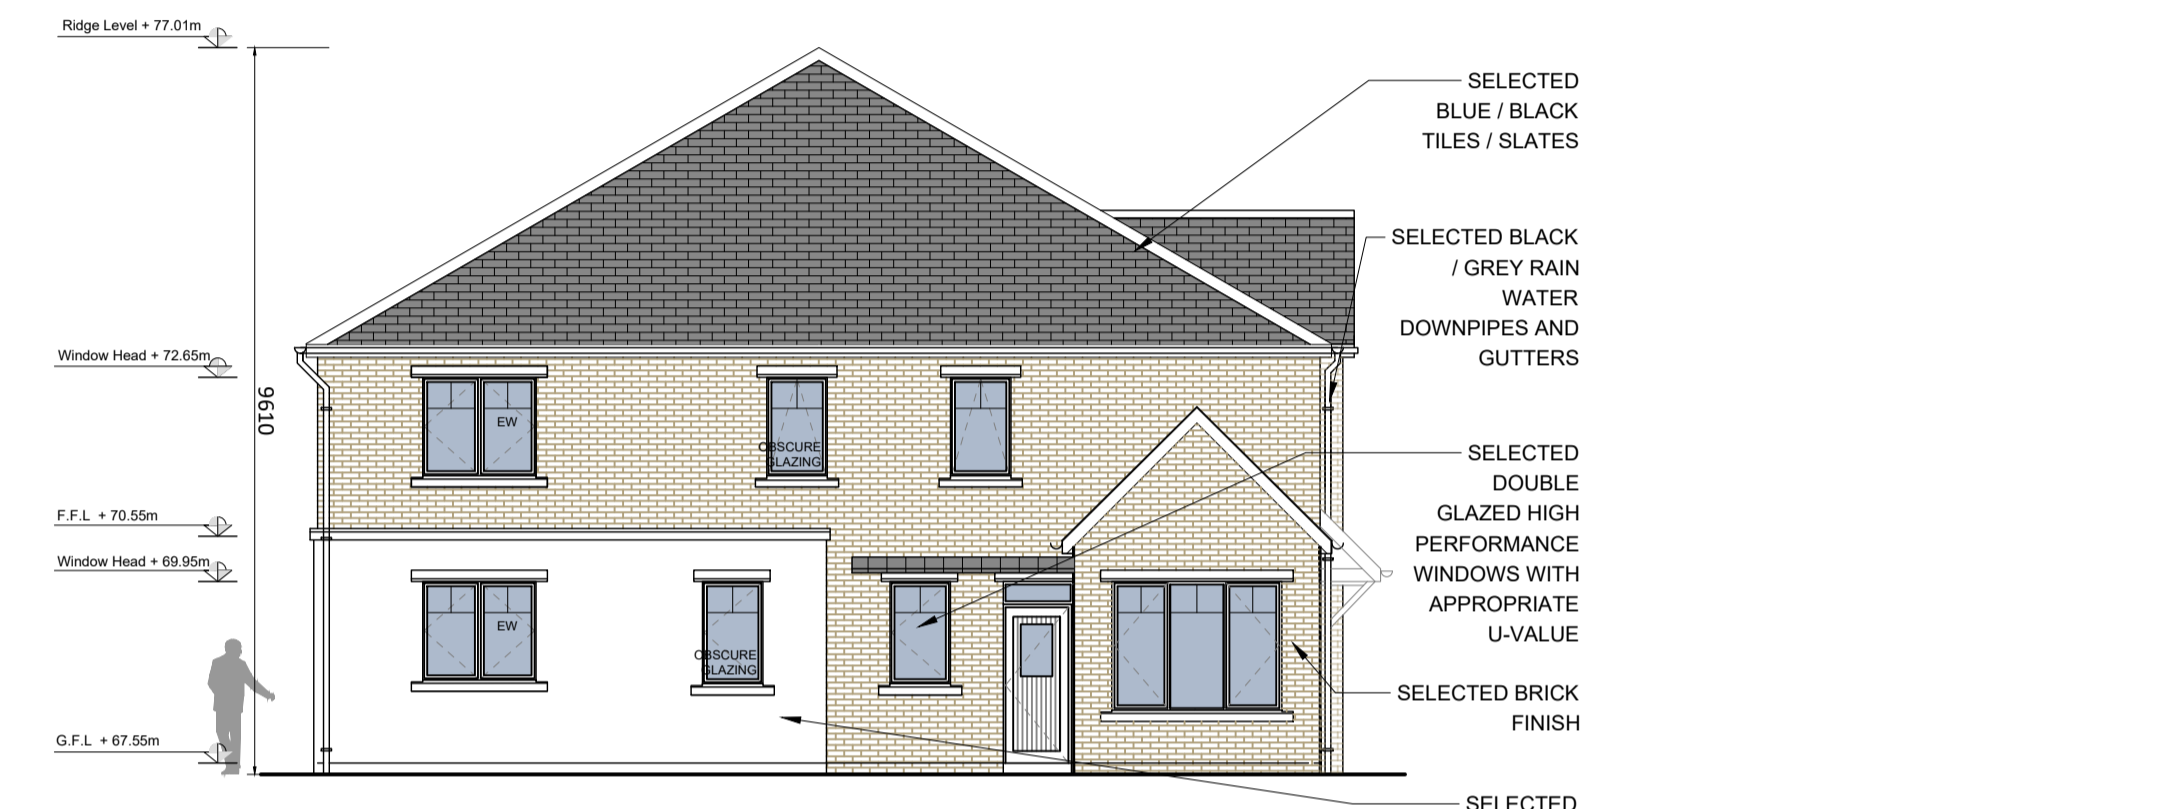 Ridge Level + 77.01m
Window Head + 72.65m
9610
F.F.L + 70.55m
Window Head + 69.95m
G.F.L + 67.55m
EW
OBSCURE
GLAZING
EW
OBSCURE
GLAZING
SELECTED
BLUE / BLACK
TILES / SLATES
SELECTED BLACK
/ GREY RAIN
WATER
DOWNPIPES AND
GUTTERS
SELECTED
DOUBLE
GLAZED HIGH
PERFORMANCE
WINDOWS WITH
APPROPRIATE
U-VALUE
SELECTED BRICK
FINISH
SELECTED